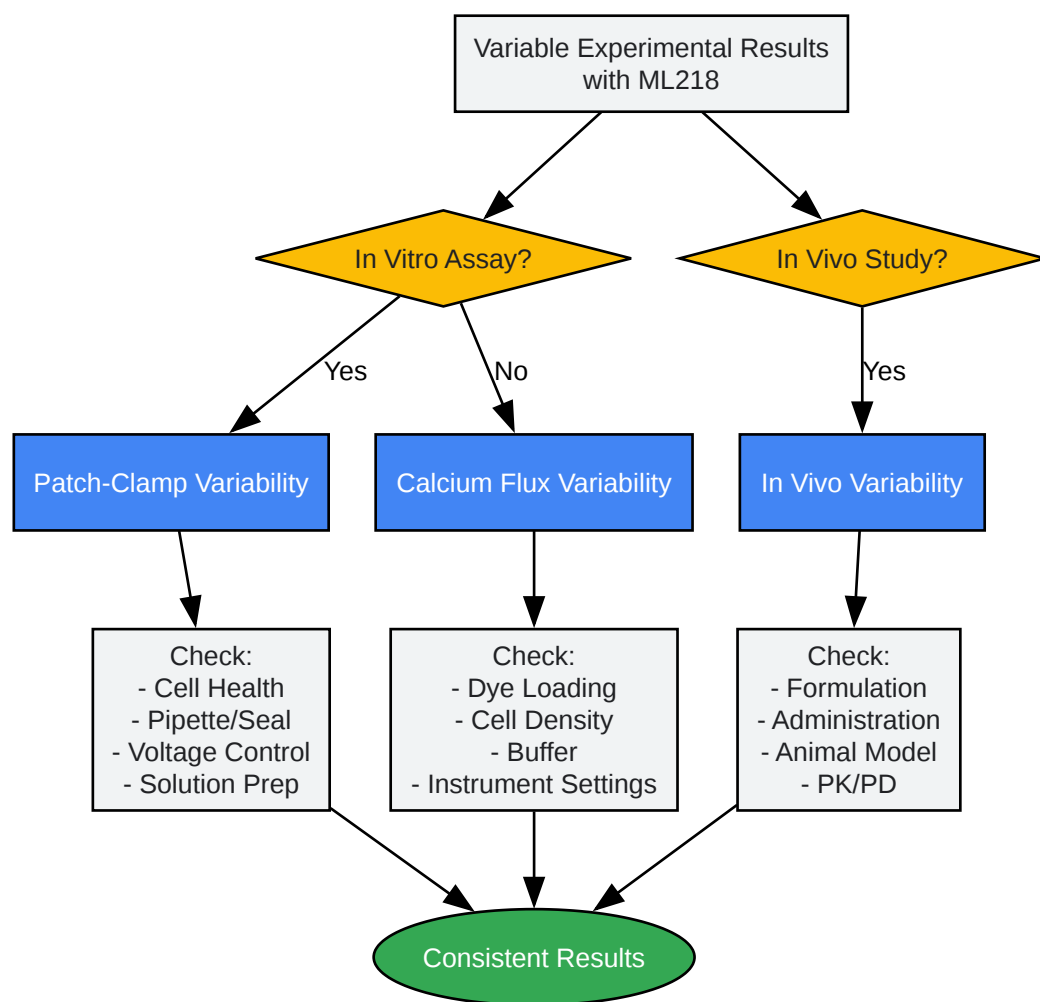 Variable Experimental Results
with ML218
In Vitro Assay?
In Vivo Study?
Yes
No
Yes
Patch-Clamp Variability
Calcium Flux Variability
In Vivo Variability
Check:
- Cell Health
- Pipette/Seal
- Voltage Control
- Solution Prep
Check:
- Dye Loading
- Cell Density
- Buffer
- Instrument Settings
Check:
- Formulation
- Administration
- Animal Model
- PK/PD
Consistent Results